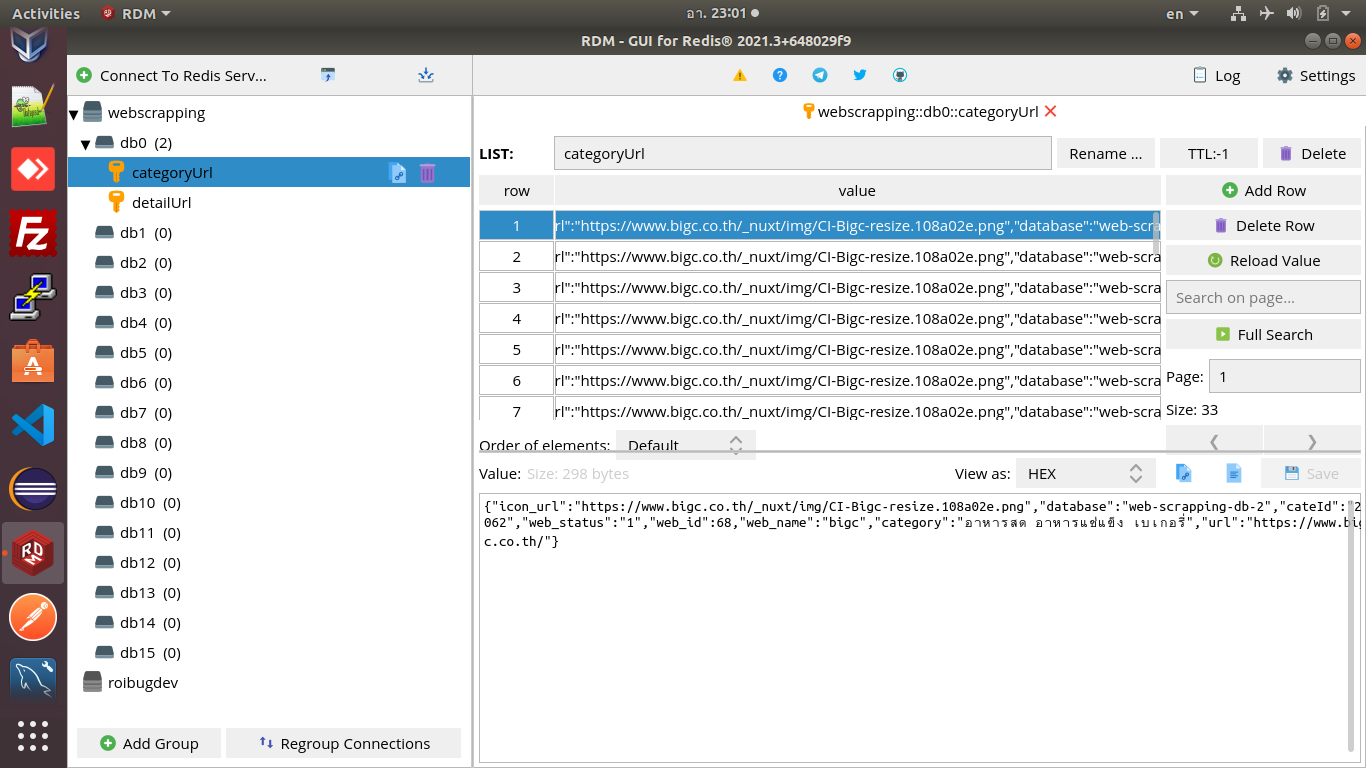 Activities RDM อา. 23:01 en
RDM - GUI for Redis® 2021.3+648029f9
Connect To Redis Serv... Log Settings
webscrapping
db0 (2)
categoryUrl
detailUrl
db1 (0)
db2 (0)
db3 (0)
db4 (0)
db5 (0)
db6 (0)
db7 (0)
db8 (0)
db9 (0)
db10 (0)
db11 (0)
db12 (0)
db13 (0)
db14 (0)
db15 (0)
roibugdev
Add Group Regroup Connections
webscrapping::db0::categoryUrl
LIST: categoryUrl Rename ... TTL:-1 Delete
row value
1 rl":"https://www.bigc.co.th/_nuxt/img/CI-Bigc-resize.108a02e.png","database":"web-scra
2 rl":"https://www.bigc.co.th/_nuxt/img/CI-Bigc-resize.108a02e.png","database":"web-scra
3 rl":"https://www.bigc.co.th/_nuxt/img/CI-Bigc-resize.108a02e.png","database":"web-scra
4 rl":"https://www.bigc.co.th/_nuxt/img/CI-Bigc-resize.108a02e.png","database":"web-scra
5 rl":"https://www.bigc.co.th/_nuxt/img/CI-Bigc-resize.108a02e.png","database":"web-scra
6 rl":"https://www.bigc.co.th/_nuxt/img/CI-Bigc-resize.108a02e.png","database":"web-scra
7 rl":"https://www.bigc.co.th/_nuxt/img/CI-Bigc-resize.108a02e.png","database":"web-scra
Add Row
Delete Row
Reload Value
Search on page...
Full Search
Page: 1
Size: 33
Order of elements: Default
Value: Size: 298 bytes View as: HEX Save
{"icon_url":"https://www.bigc.co.th/_nuxt/img/CI-Bigc-resize.108a02e.png","database":"web-scrapping-db-2","cateId":"2
062","web_status":"1","web_id":68,"web_name":"bigc","category":"อาหารสด อาหารแช่แข็ง เบเกอรี่","url":"https://www.big
c.co.th/"}